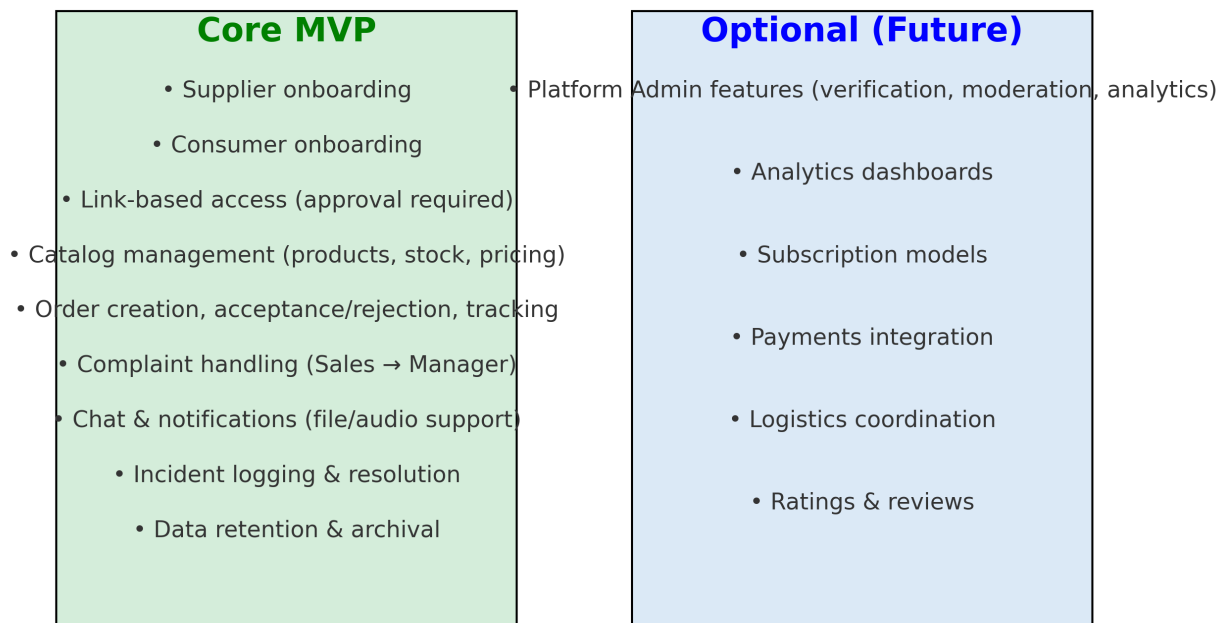 Core MVP
• Supplier onboarding
• Consumer onboarding
• Link-based access (approval required)
• Catalog management (products, stock, pricing)
• Order creation, acceptance/rejection, tracking
• Complaint handling (Sales → Manager)
• Chat & notifications (file/audio support)
• Incident logging & resolution
• Data retention & archival
Optional (Future)
• Platform Admin features (verification, moderation, analytics)
• Analytics dashboards
• Subscription models
• Payments integration
• Logistics coordination
• Ratings & reviews